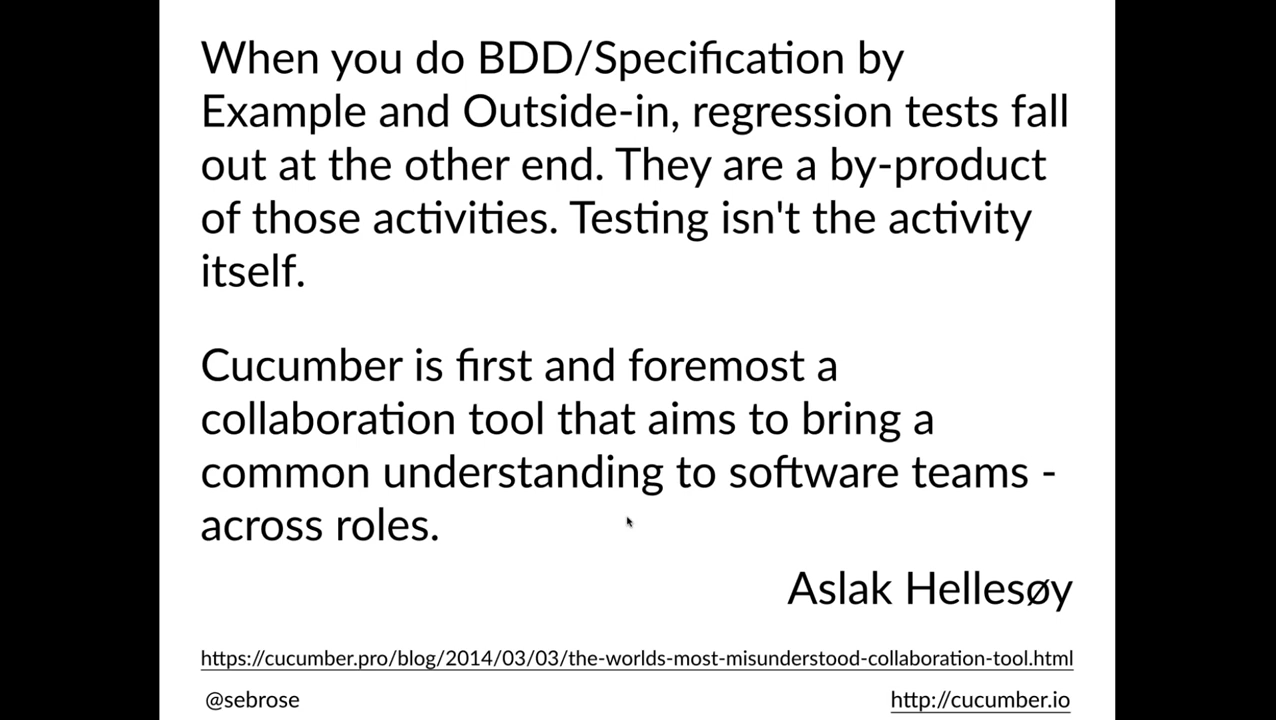 When you do BDD/Specification by
Example and Outside-in, regression tests fall
out at the other end. They are a by-product
of those activities. Testing isn't the activity
itself.
Cucumber is first and foremost a
collaboration tool that aims to bring a
common understanding to software teams -
across roles.
Aslak Hellesøy
https://cucumber.pro/blog/2014/03/03/the-worlds-most-misunderstood-collaboration-tool.html
@sebrose http://cucumber.io